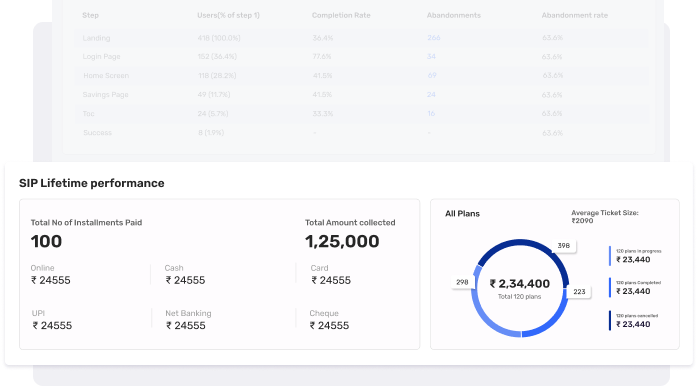 Step Users(% of step 1) Completion Rate Abandonments Abandonment rate
Landing 418 (100.0%) 36.4% 266 63.6%
Login Page 152 (36.4%) 77.6% 34 63.6%
Home Screen 118 (28.2%) 41.5% 69 63.6%
Savings Page 49 (11.7%) 41.5% 24 63.6%
Toc 24 (5.7%) 33.3% 16 63.6%
Success 8 (1.9%) - - 63.6%
SIP Lifetime performance
Total No of Installments Paid Total Amount collected
100 1,25,000
Online Cash Card
₹ 24555 ₹ 24555 ₹ 24555
UPI Net Banking Cheque
₹ 24555 ₹ 24555 ₹ 24555
All Plans
Average Ticket Size:
₹2090
398
298
223
₹ 2,34,400
Total 120 plans
120 plans in progress
₹ 23,440
120 plans Completed
₹ 23,440
120 plans cancelled
₹ 23,440